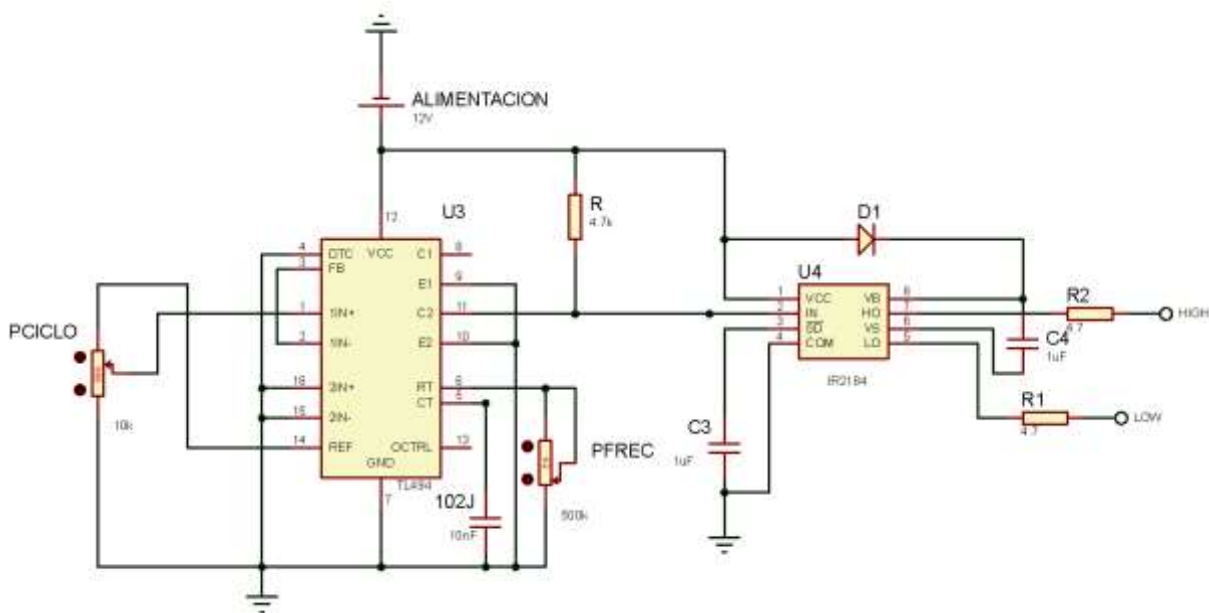 ALIMENTACION
12V
U3
12
4 DTC VCC C1 8
3 FB
E1 9
1 1IN+ C2 11
2 1IN- E2 10
16 2IN+ RT 6
CT 5
15 2IN-
14 REF OCTRL 13
GND
7
TL494
PCICLO
10k
R
4.7k
D1
U4
1 VCC VB 8
2 IN HO 7
3 SD VS 6
4 COM LO 5
IR2184
R2
4.7
HIGH
C4
1uF
R1
4.7
LOW
C3
1uF
PFREC
500k
102J
10nF